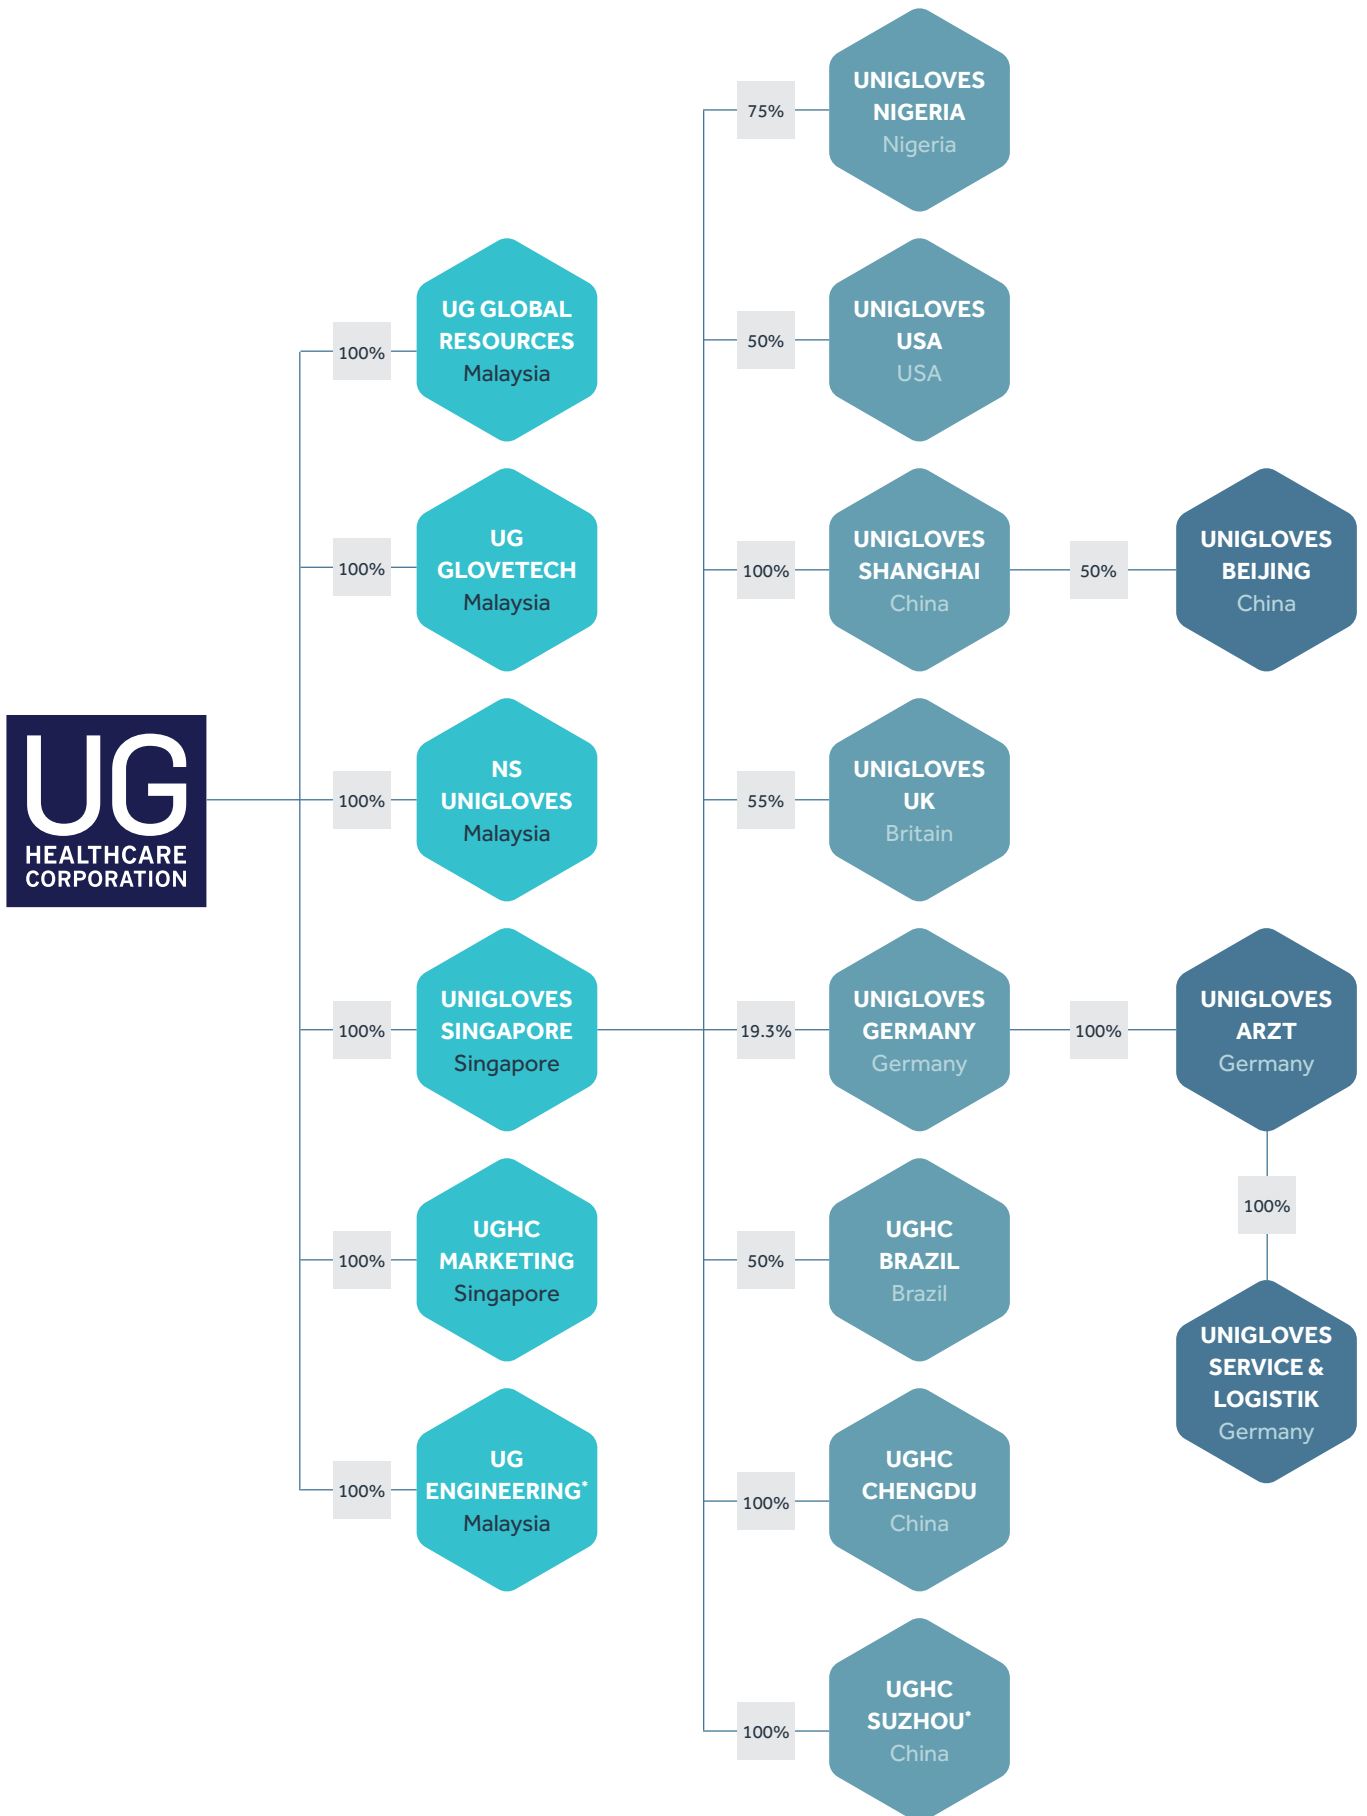 UG
HEALTHCARE
CORPORATION
100%
UG GLOBAL
RESOURCES
Malaysia
100%
UG
GLOVETECH
Malaysia
100%
NS
UNIGLOVES
Malaysia
100%
UNIGLOVES
SINGAPORE
Singapore
100%
UGHC
MARKETING
Singapore
100%
UG
ENGINEERING*
Malaysia
75%
UNIGLOVES
NIGERIA
Nigeria
50%
UNIGLOVES
USA
USA
100%
UNIGLOVES
SHANGHAI
China
50%
UNIGLOVES
BEIJING
China
55%
UNIGLOVES
UK
Britain
19.3%
UNIGLOVES
GERMANY
Germany
100%
UNIGLOVES
ARZT
Germany
100%
UNIGLOVES
SERVICE &
LOGISTIK
Germany
50%
UGHC
BRAZIL
Brazil
100%
UGHC
CHENGDU
China
100%
UGHC
SUZHOU*
China